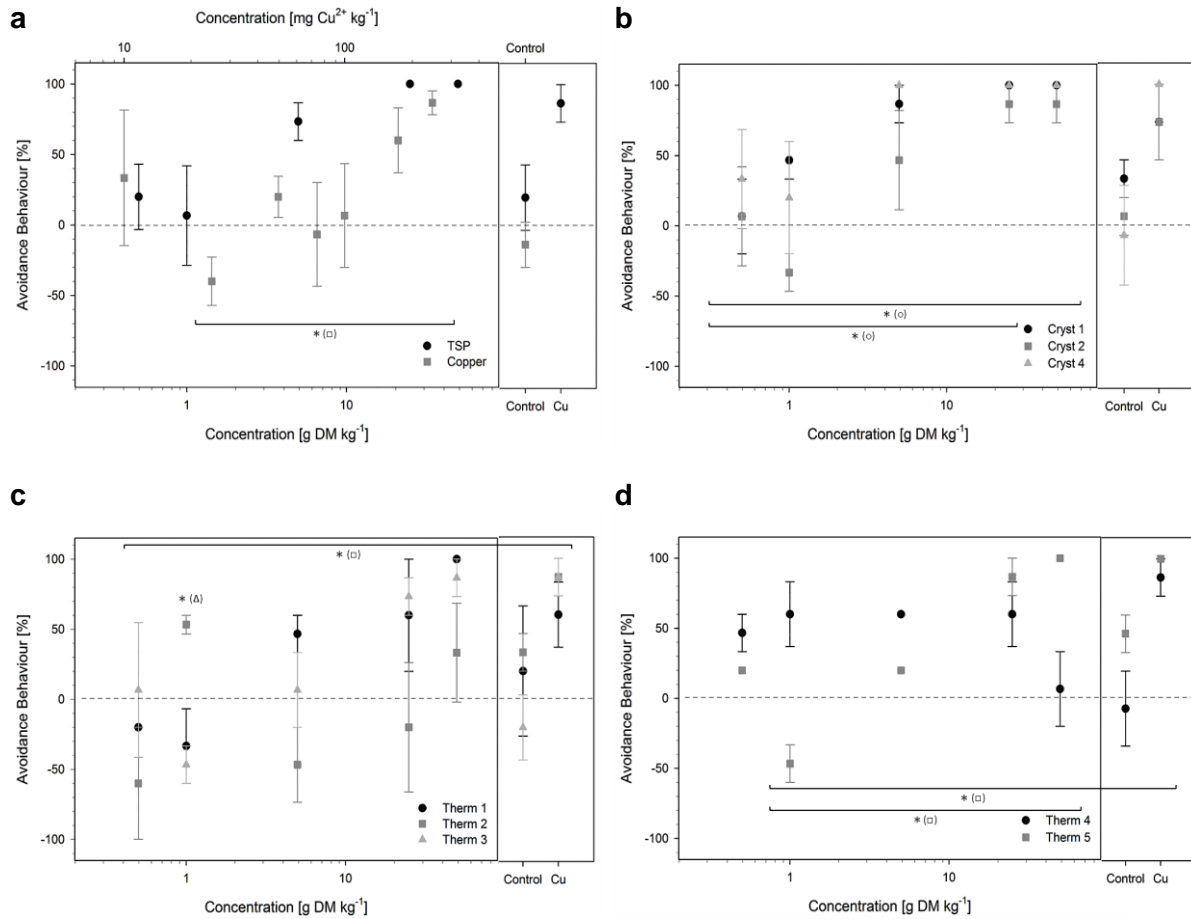 a
Concentration [mg Cu²⁺ kg⁻¹]
10 100 Control
Avoidance Behaviour [%]
100
50
0
-50
-100
* (□)
TSP
Copper
1 10 Control Cu
Concentration [g DM kg⁻¹]
b
Avoidance Behaviour [%]
100
50
0
-50
-100
* (○)
* (○)
Cryst 1
Cryst 2
Cryst 4
1 10 Control Cu
Concentration [g DM kg⁻¹]
c
Avoidance Behaviour [%]
100
50
0
-50
-100
* (□)
* (Δ)
Therm 1
Therm 2
Therm 3
1 10 Control Cu
Concentration [g DM kg⁻¹]
d
Avoidance Behaviour [%]
100
50
0
-50
-100
* (□)
* (□)
Therm 4
Therm 5
1 10 Control Cu
Concentration [g DM kg⁻¹]